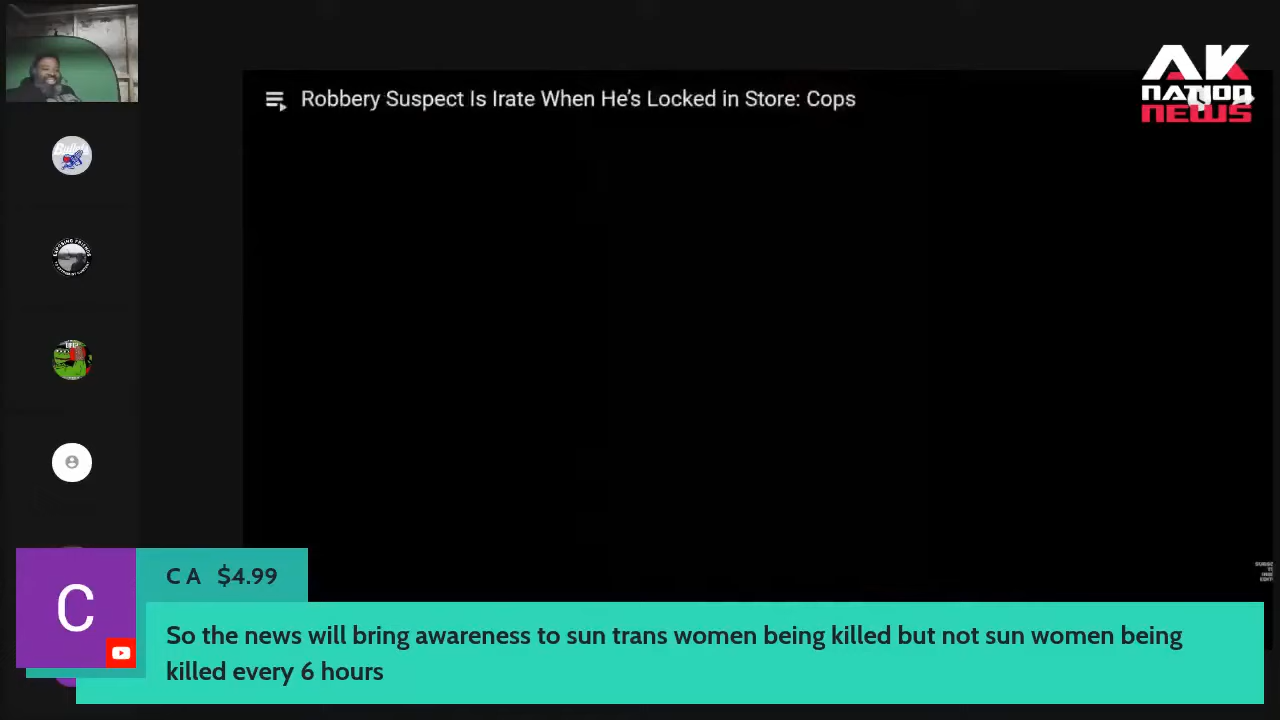 Robbery Suspect Is Irate When He’s Locked in Store: Cops
AK
NATION
NEWS
C
C A $4.99
So the news will bring awareness to sun trans women being killed but not sun women being
killed every 6 hours